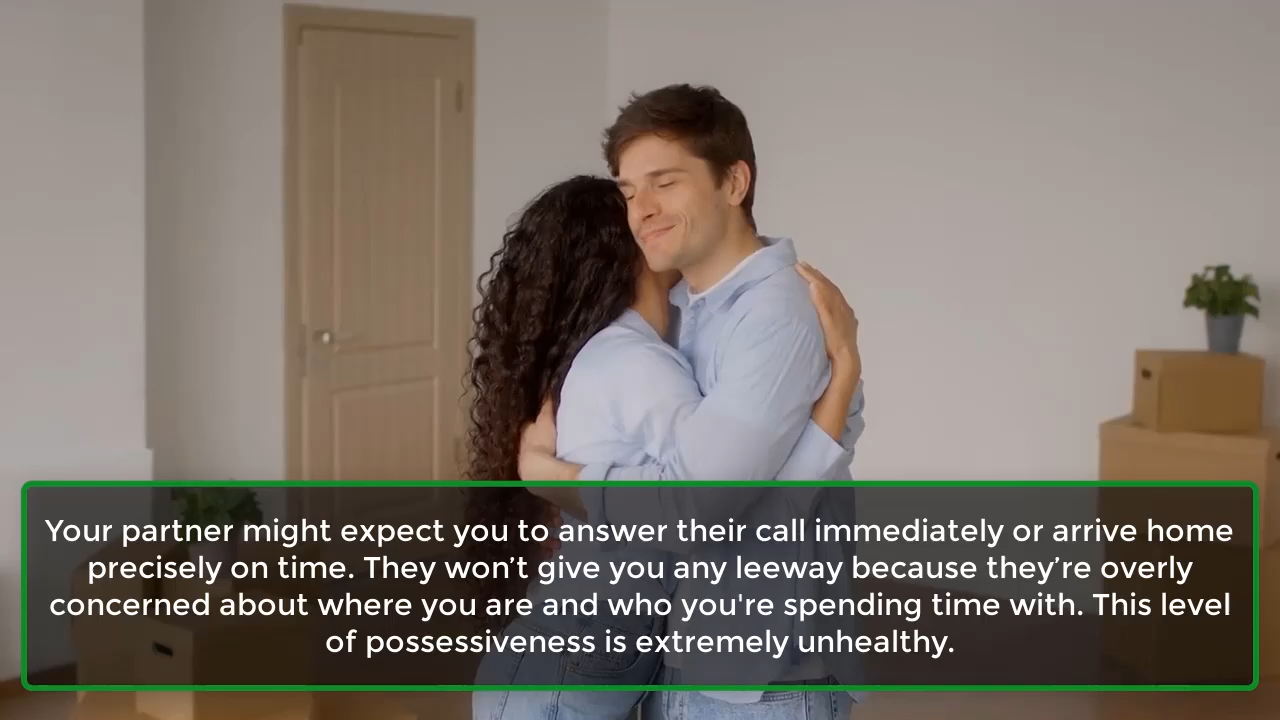 Your partner might expect you to answer their call immediately or arrive home
precisely on time. They won’t give you any leeway because they’re overly
concerned about where you are and who you're spending time with. This level
of possessiveness is extremely unhealthy.